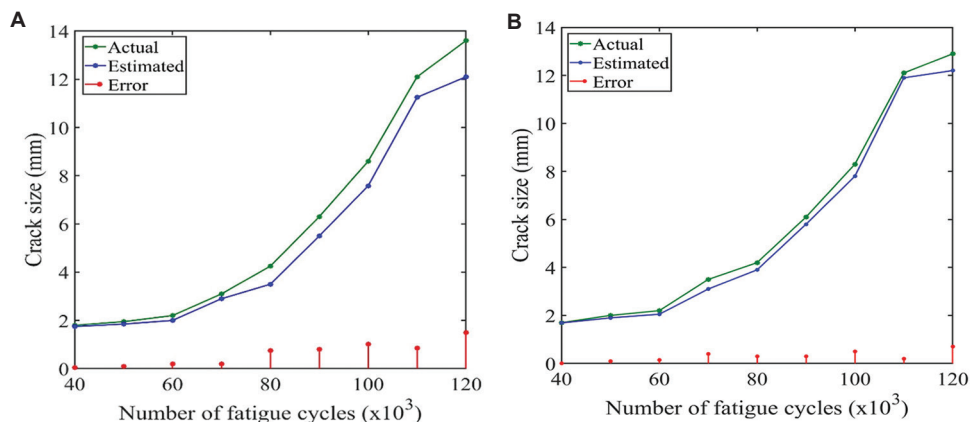 A
14
12
10
8
6
4
2
0
Crack size (mm)
Actual
Estimated
Error
40
60
80
100
120
Number of fatigue cycles (x10³)
B
14
12
10
8
6
4
2
0
Crack size (mm)
Actual
Estimated
Error
40
60
80
100
120
Number of fatigue cycles (x10³)